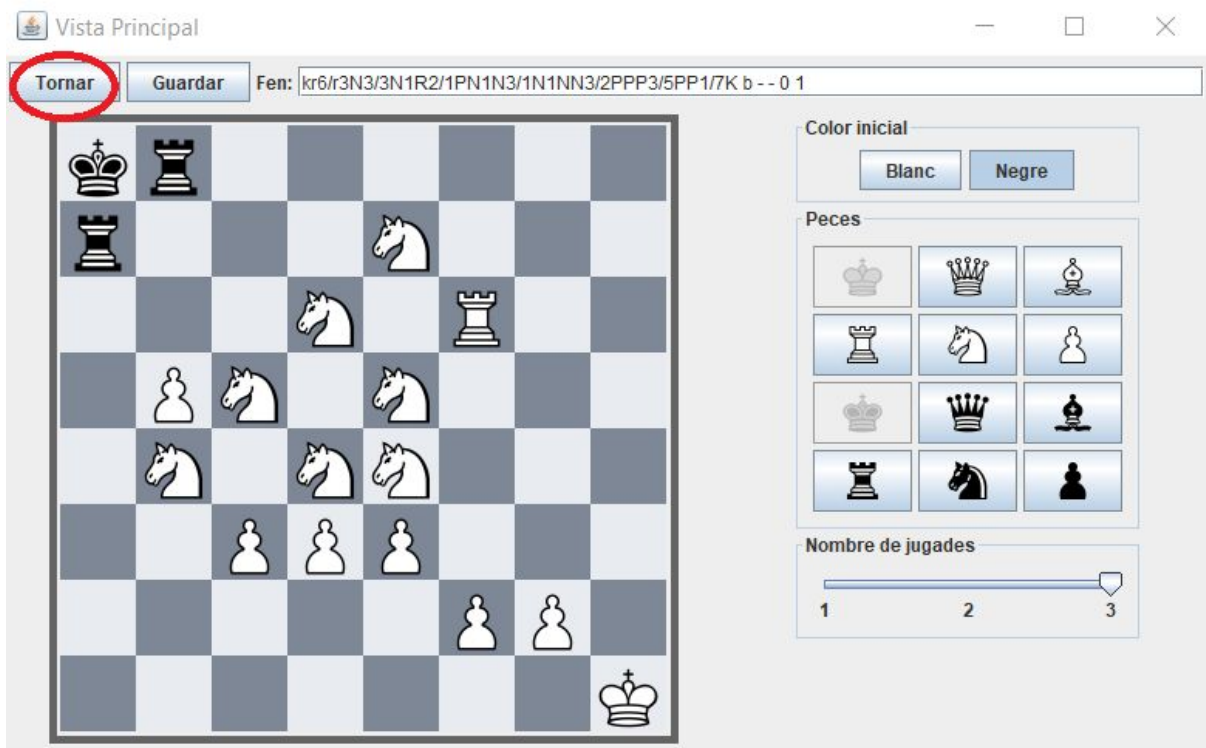 Vista Principal
Tornar Guardar Fen: kr6/r3N3/3N1R2/1PN1N3/1N1NN3/2PPP3/5PP1/7K b - - 0 1
Color inicial
Blanc Negre
Peces
Nombre de jugades
1 2 3